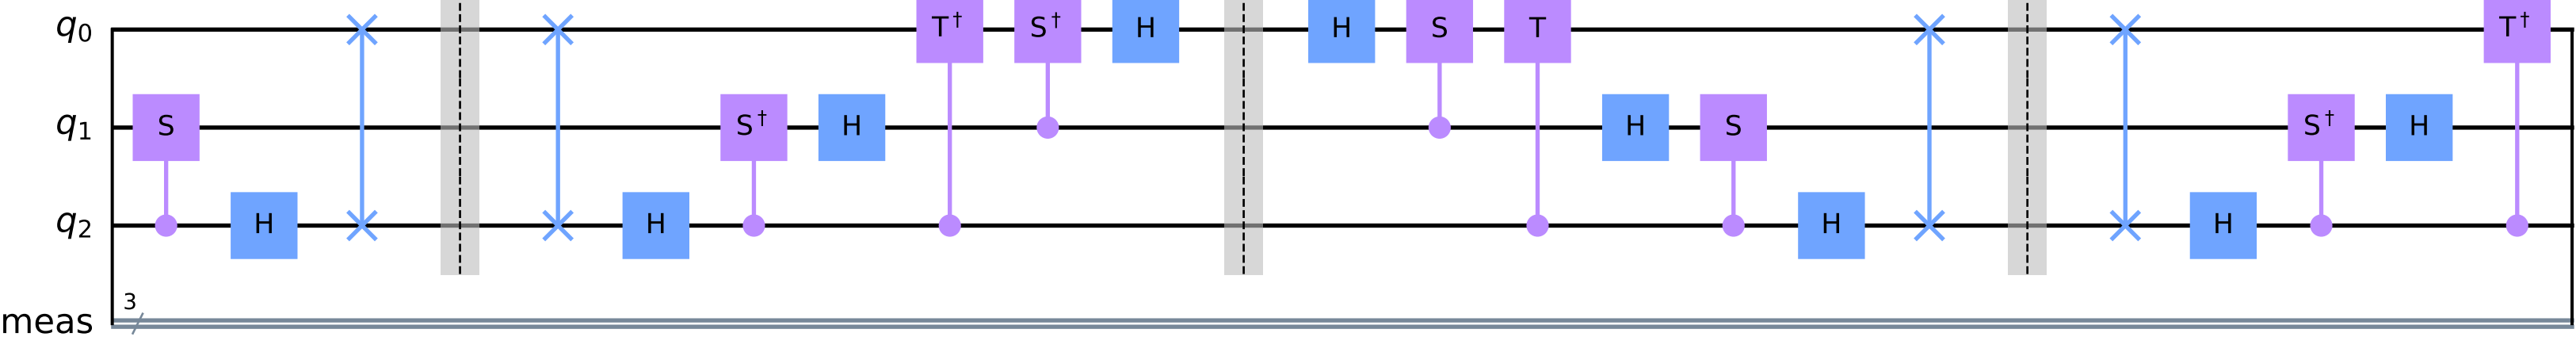 q0 T† S† H H S T T†
q1 S S† H H S S† H
q2 H H H H
3
meas